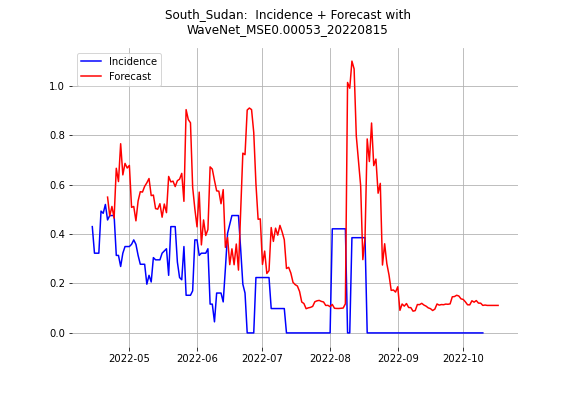 South_Sudan:  Incidence + Forecast with
WaveNet_MSE0.00053_20220815
Incidence
Forecast
1.0
0.8
0.6
0.4
0.2
0.0
2022-05 2022-06 2022-07 2022-08 2022-09 2022-10